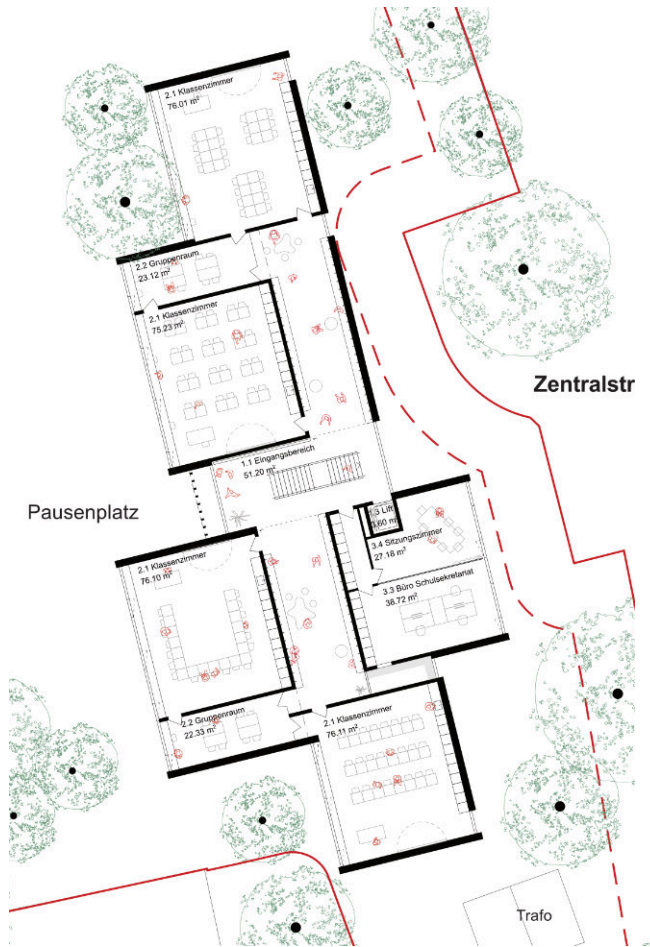 2.1 Klassenzimmer
76.01 m²
2.2 Gruppenraum
23.12 m²
2.1 Klassenzimmer
75.23 m²
Zentralstr
1.1 Eingangsbereich
51.20 m²
Pausenplatz
.3 Lift
3.60 m²
3.4 Sitzungszimmer
27.18 m²
2.1 Klassenzimmer
76.10 m²
3.3 Büro Schulsekretariat
38.72 m²
2.2 Gruppenraum
22.33 m²
2.1 Klassenzimmer
76.11 m²
Trafo